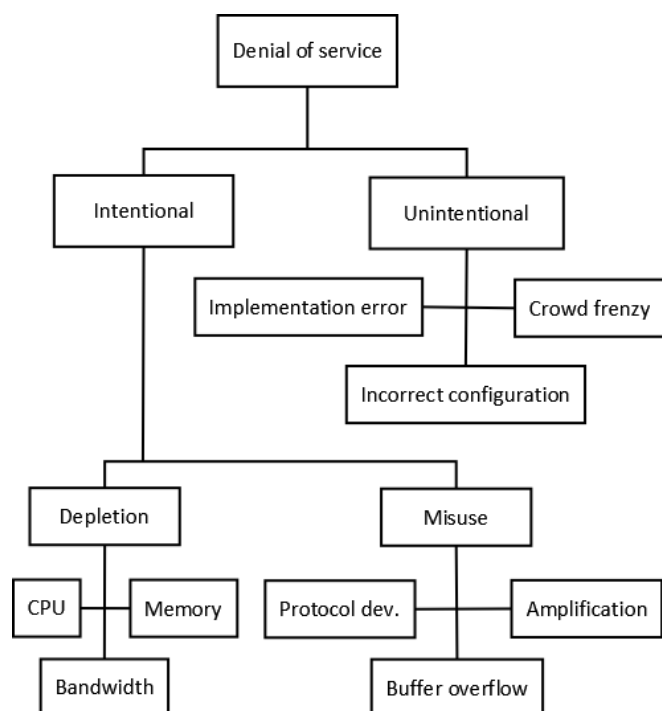 Denial of service
Intentional
Unintentional
Implementation error
Crowd frenzy
Incorrect configuration
Depletion
Misuse
CPU
Memory
Protocol dev.
Amplification
Bandwidth
Buffer overflow